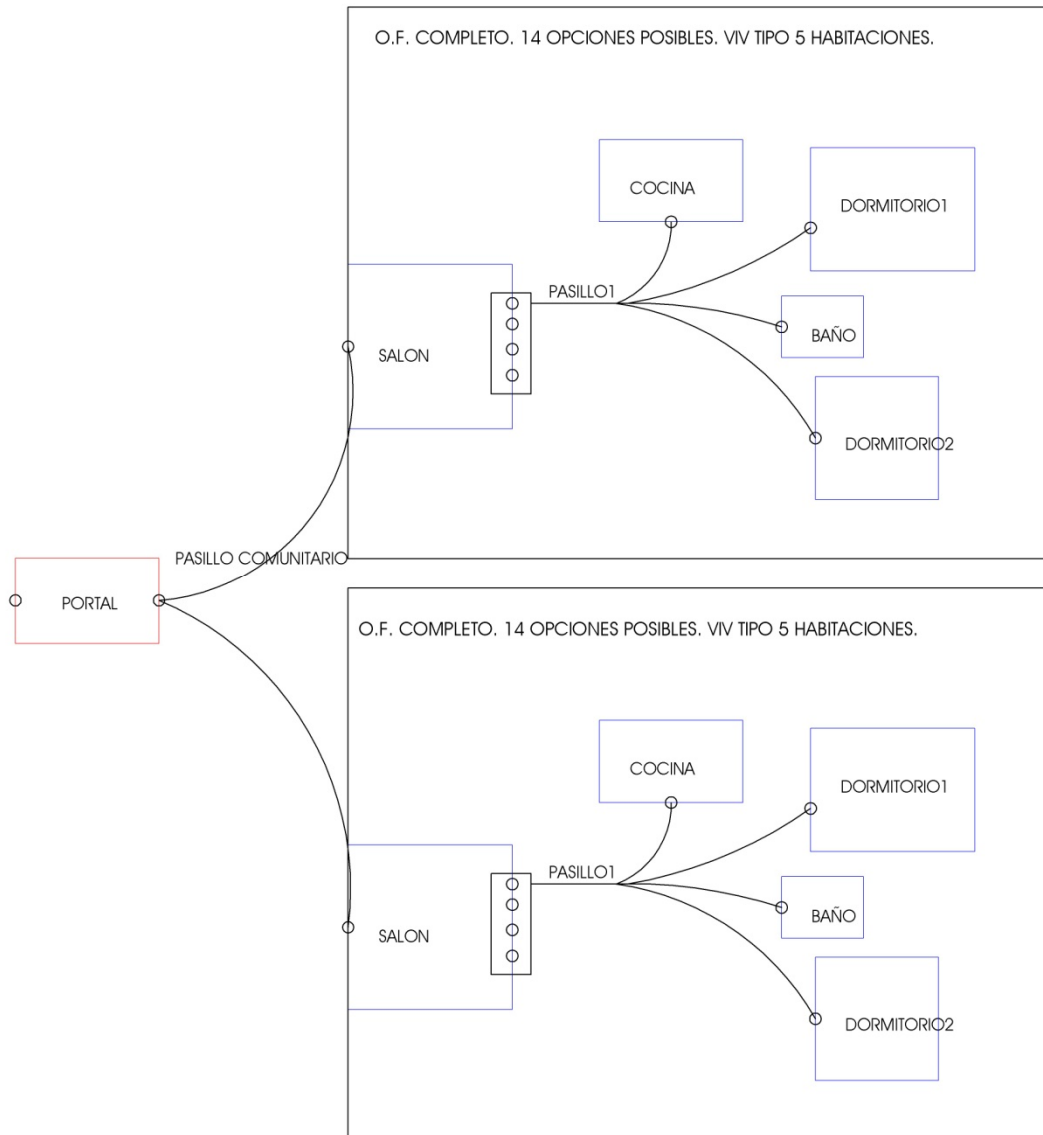 O.F. COMPLETO. 14 OPCIONES POSIBLES. VIV TIPO 5 HABITACIONES.
COCINA
DORMITORIO1
PASILLO1
BAÑO
SALON
DORMITORIO2
PASILLO COMUNITARIO
PORTAL
O.F. COMPLETO. 14 OPCIONES POSIBLES. VIV TIPO 5 HABITACIONES.
COCINA
DORMITORIO1
PASILLO1
BAÑO
SALON
DORMITORIO2